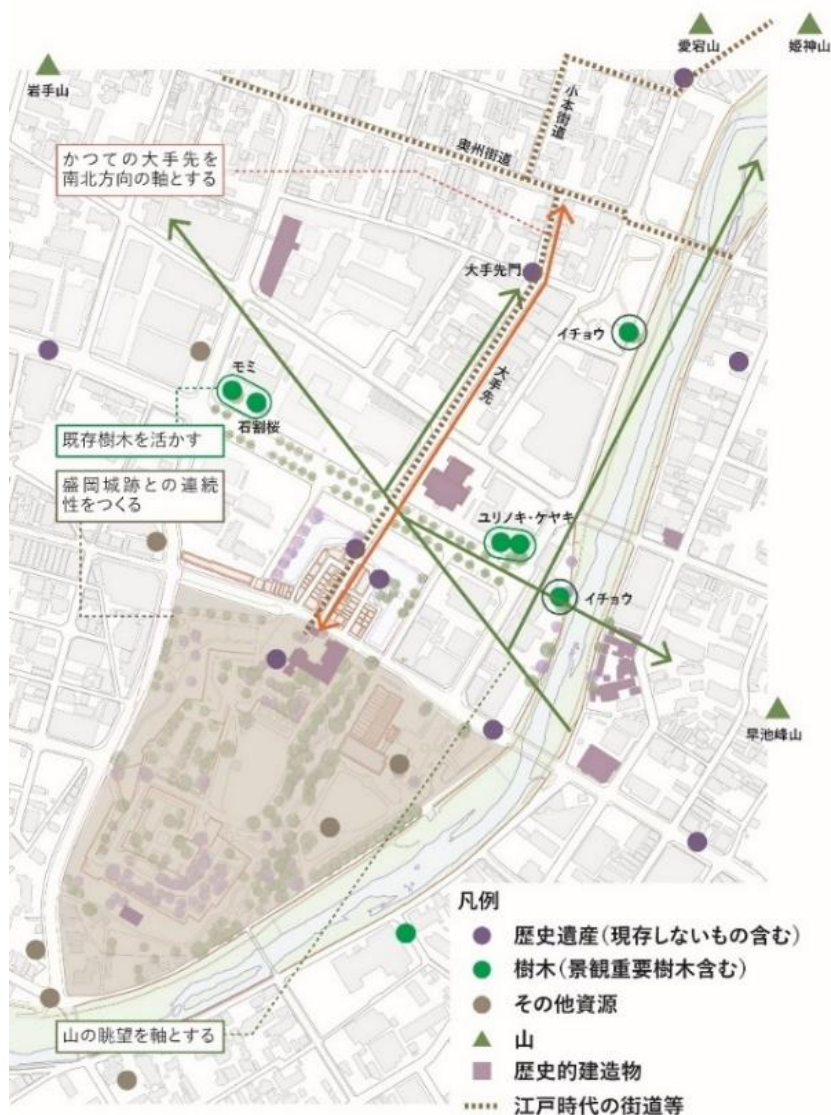 愛宕山
姫神山
岩手山
小本街道
奥州街道
かつての大手先を
南北方向の軸とする
大手先門
イチョウ
大手先
モミ
石割桜
既存樹木を活かす
盛岡城跡との連続
性をつくる
ユリノキ・ケヤキ
イチョウ
早池峰山
山の眺望を軸とする
凡例
歴史遺産(現存しないもの含む)
樹木(景観重要樹木含む)
その他資源
山
歴史的建造物
江戸時代の街道等